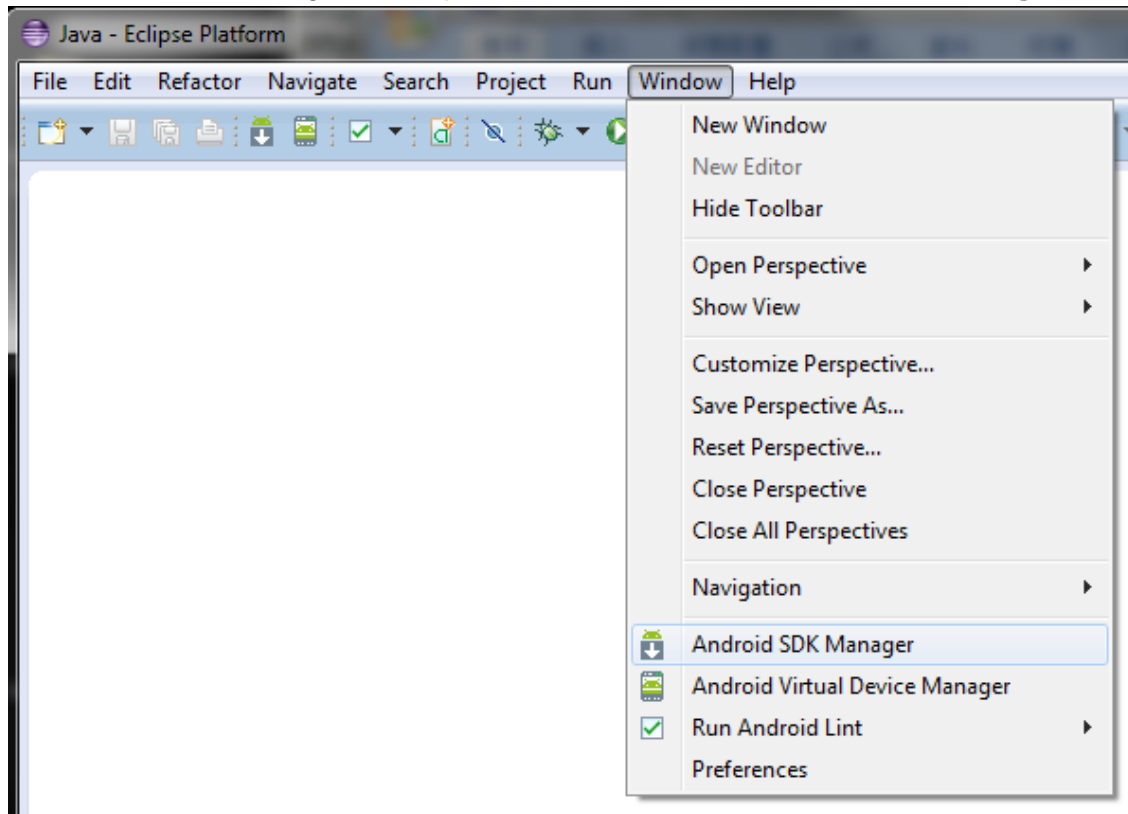 Java - Eclipse Platform
File Edit Refactor Navigate Search Project Run Window Help
New Window
New Editor
Hide Toolbar
Open Perspective
Show View
Customize Perspective...
Save Perspective As...
Reset Perspective...
Close Perspective
Close All Perspectives
Navigation
Android SDK Manager
Android Virtual Device Manager
Run Android Lint
Preferences